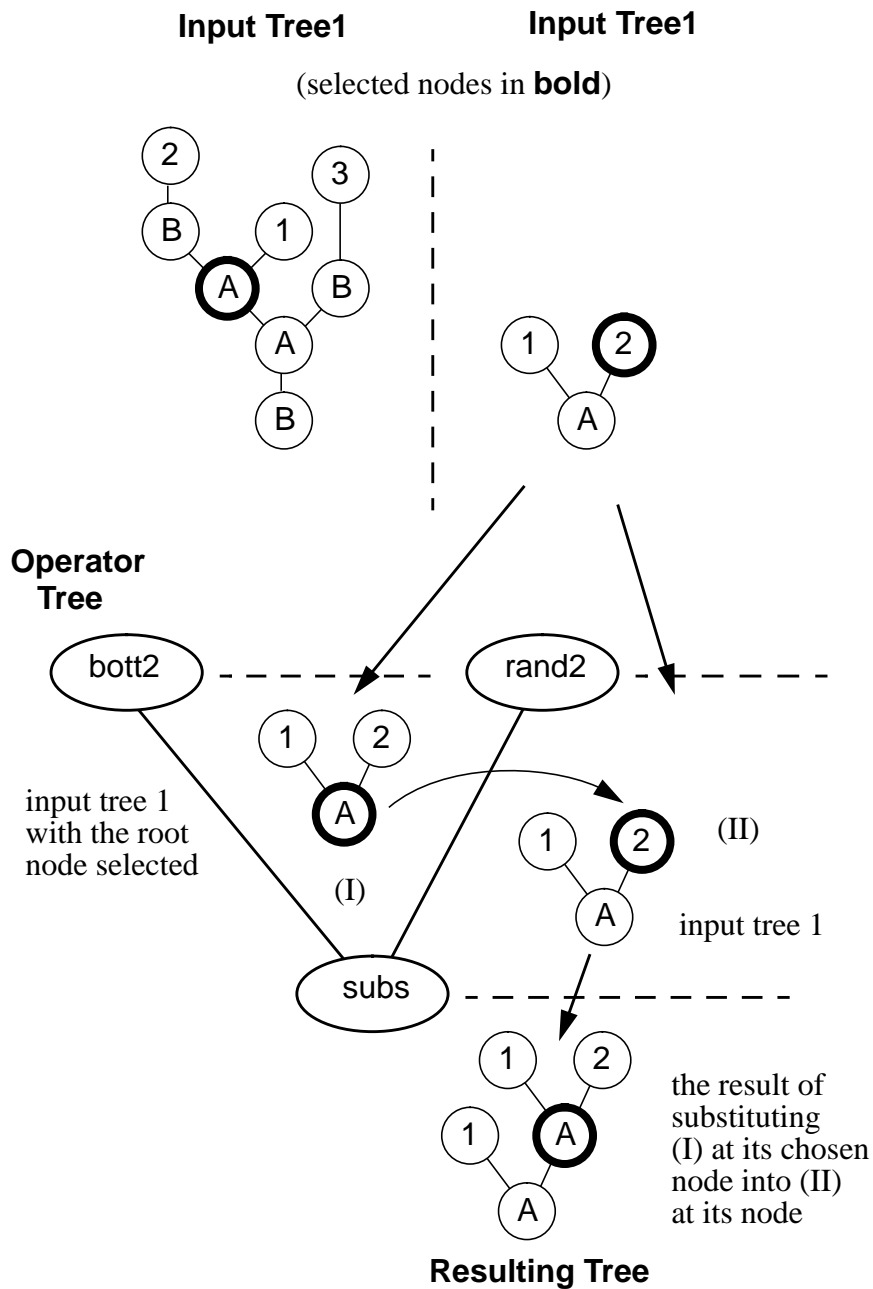 Input Tree1
Input Tree1
(selected nodes in bold)
2
3
B
1
A
B
A
B
1
2
A
Operator
Tree
bott2
rand2
1
2
A
input tree 1
with the root
node selected
(I)
1
2
A
(II)
input tree 1
subs
1
2
1
A
A
the result of
substituting
(I) at its chosen
node into (II)
at its node
Resulting Tree